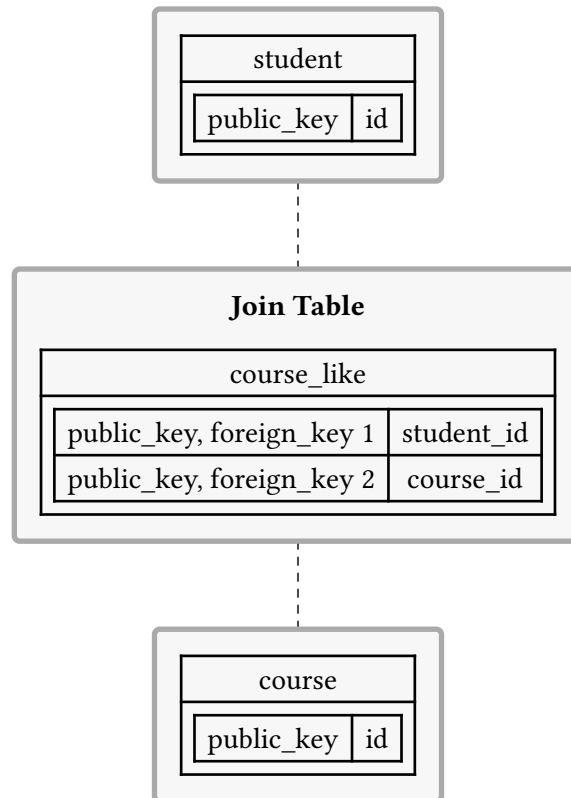 student
public_key id
Join Table
course_like
public_key, foreign_key 1 student_id
public_key, foreign_key 2 course_id
course
public_key id